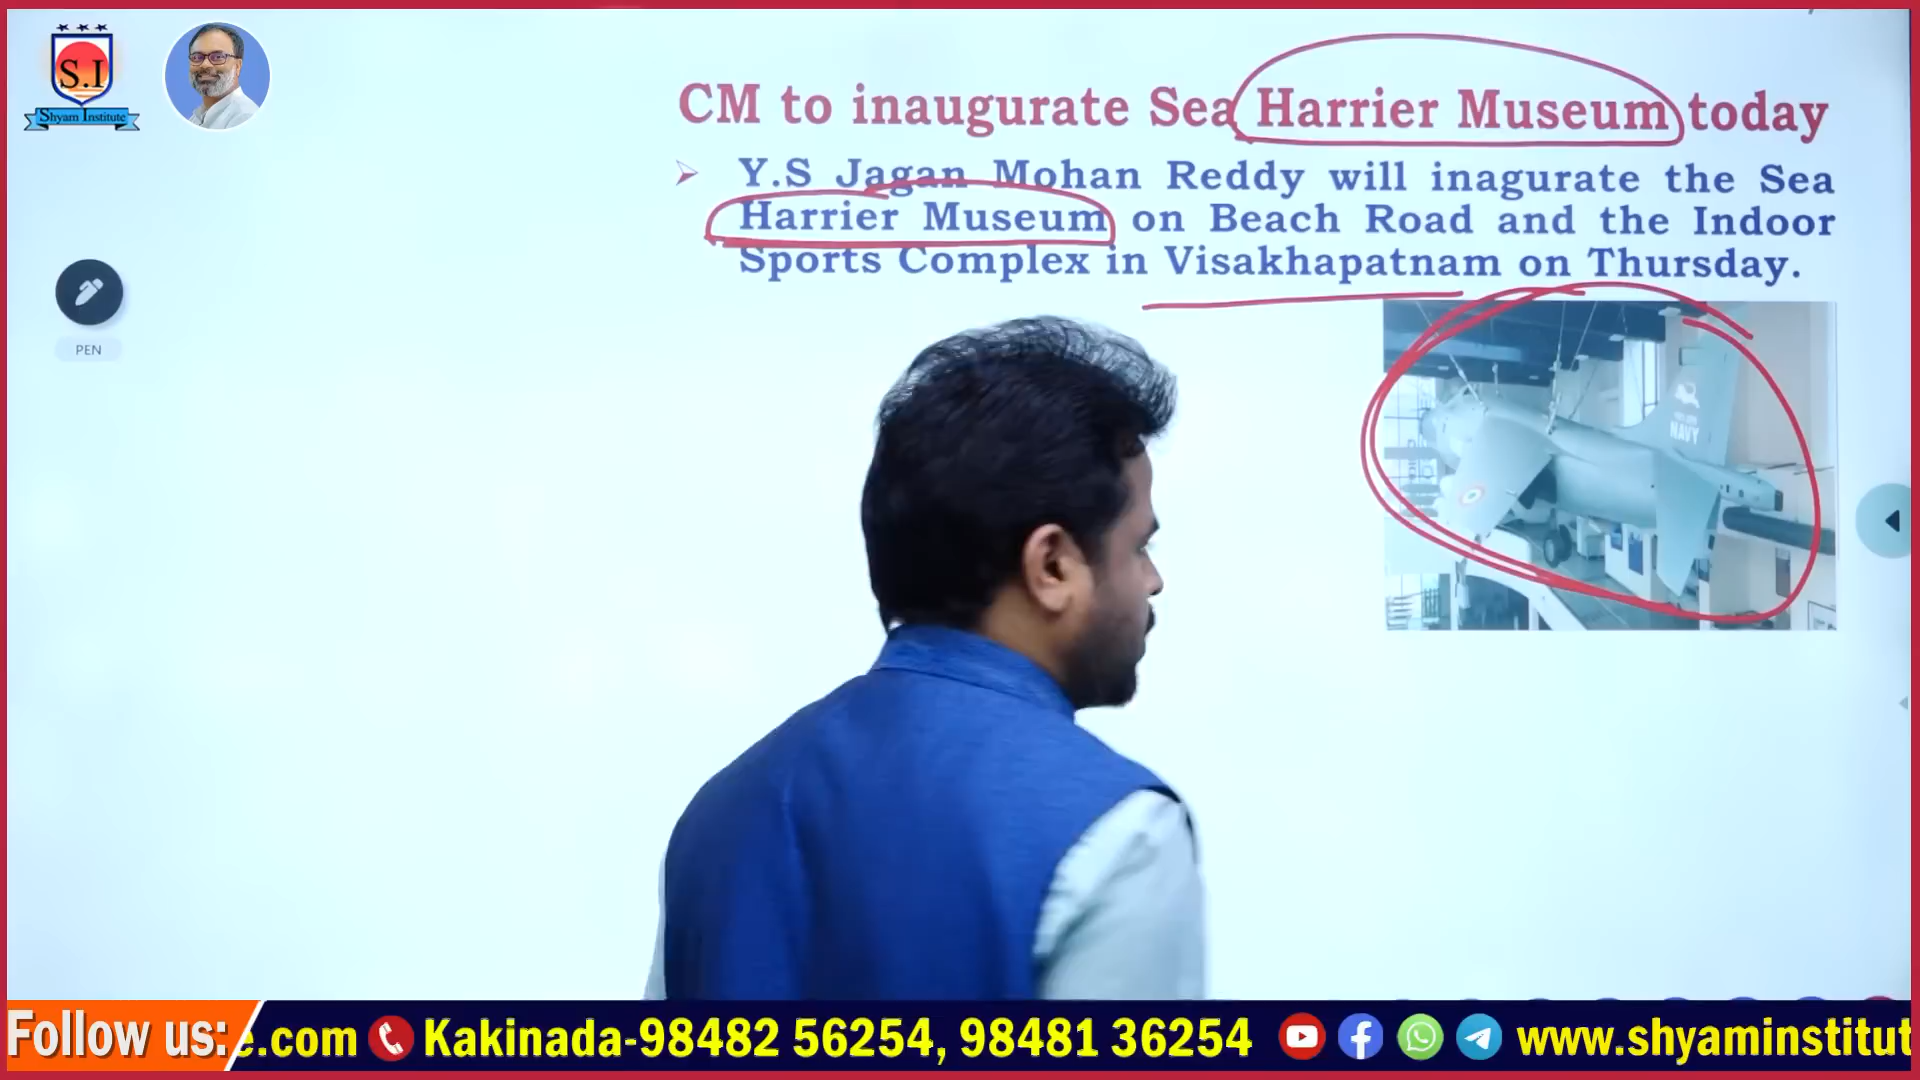 S.I
Shyam Institute
CM to inaugurate Sea Harrier Museum today
Y.S Jagan Mohan Reddy will inagurate the Sea
Harrier Museum on Beach Road and the Indoor
Sports Complex in Visakhapatnam on Thursday.
PEN
NAVY
Follow us:
e.com Kakinada-98482 56254, 98481 36254 www.shyaminstitut